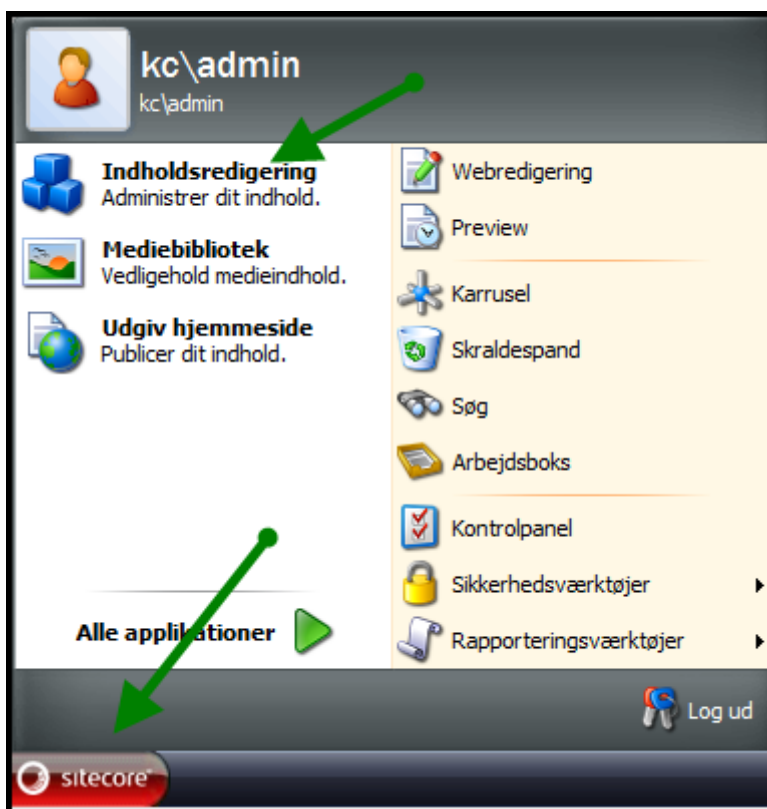 kc\admin
kc\admin
Indholdsredigering
Administrer dit indhold.
Mediebibliotek
Vedligehold medieindhold.
Udgiv hjemmeside
Publicer dit indhold.
Alle applikationer
Webredigering
Preview
Karrusel
Skraldespand
Søg
Arbejdsboks
Kontrolpanel
Sikkerhedsværktøjer
Rapporteringsværktøjer
Log ud
sitecore